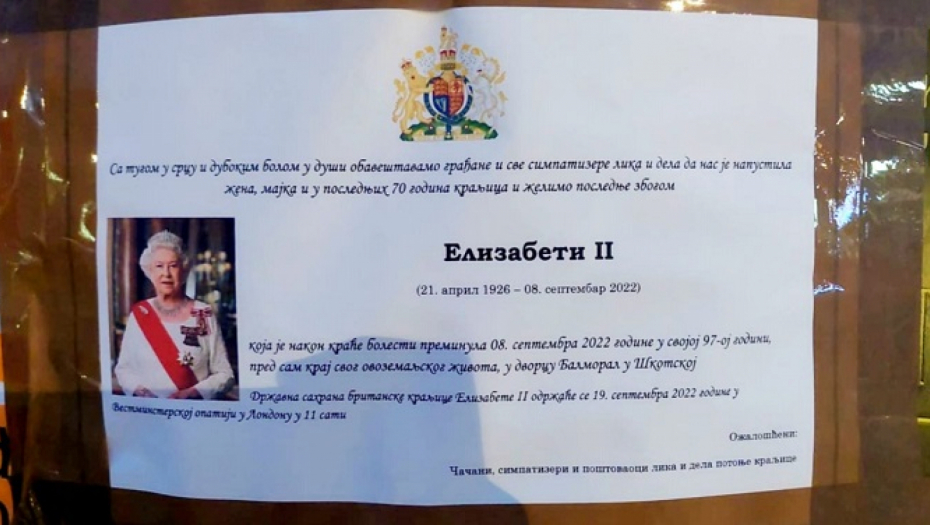 Са тугом у срцу и дубоким болом у души обавештавамо грађане и све симпатизере лика и дела да нас је напустила
жена, мајка и у последњих 70 година краљица и желимо последње збогом
Елизабети II
(21. април 1926 – 08. септембар 2022)
која је након краће болести преминула 08. септембра 2022 године у својој 97-ој години,
пред сам крај свог овоземаљског живота, у дворцу Балморал у Шкотској
Државна сахрана британске краљице Елизабете II одржаће се 19. септембра 2022 године у
Вестминстерској опатији у Лондону у 11 сати
Ожалошћени:
Чачани, симпатизери и поштоваоци лика и дела потоње краљице